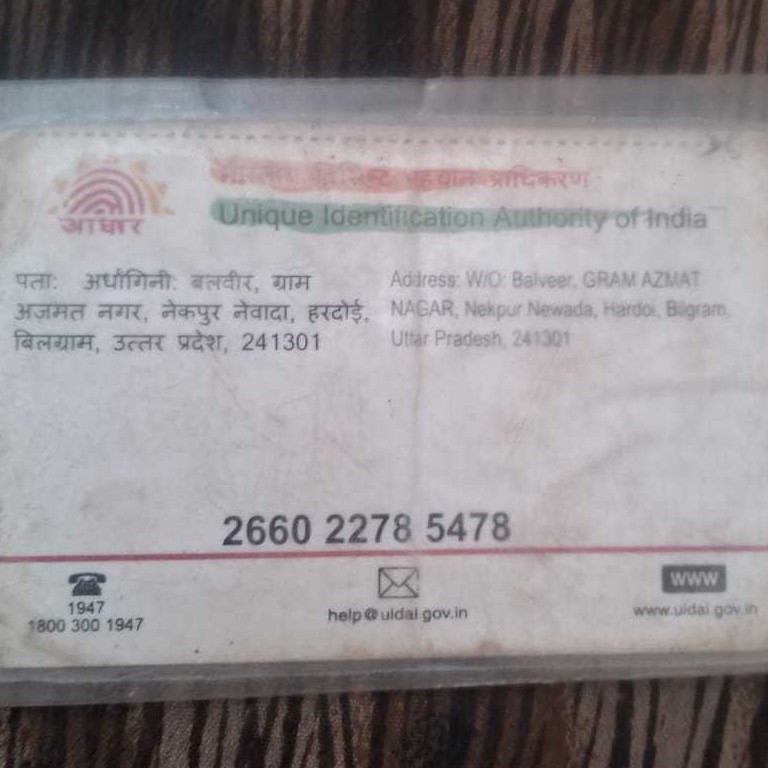 आधार
भारतीय विशिष्ट पहचान प्राधिकरण
Unique Identification Authority of India
पता: अर्धांगिनी: बलवीर, ग्राम
अजमत नगर, नेकपुर नेवादा, हरदोई,
बिलग्राम, उत्तर प्रदेश, 241301
Address: W/O: Balveer, GRAM AZMAT
NAGAR, Nekpur Newada, Hardoi, Bilgram,
Uttar Pradesh, 241301
2660 2278 5478
1947
1800 300 1947
help@uidai.gov.in
www
www.uidai.gov.in